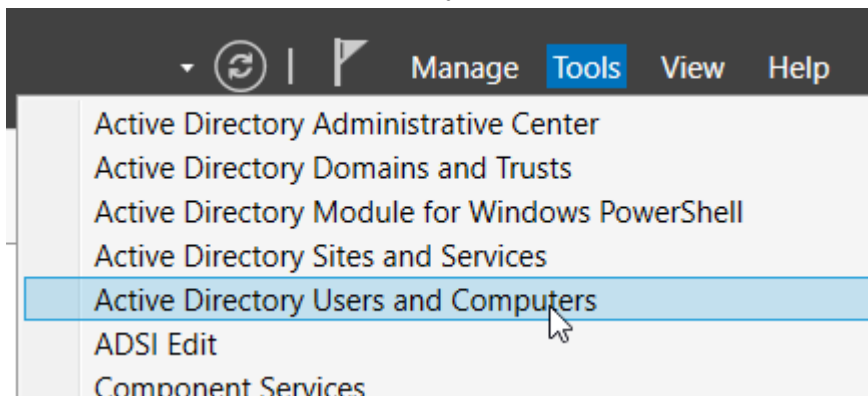 Manage Tools View Help
Active Directory Administrative Center
Active Directory Domains and Trusts
Active Directory Module for Windows PowerShell
Active Directory Sites and Services
Active Directory Users and Computers
ADSI Edit
Component Services